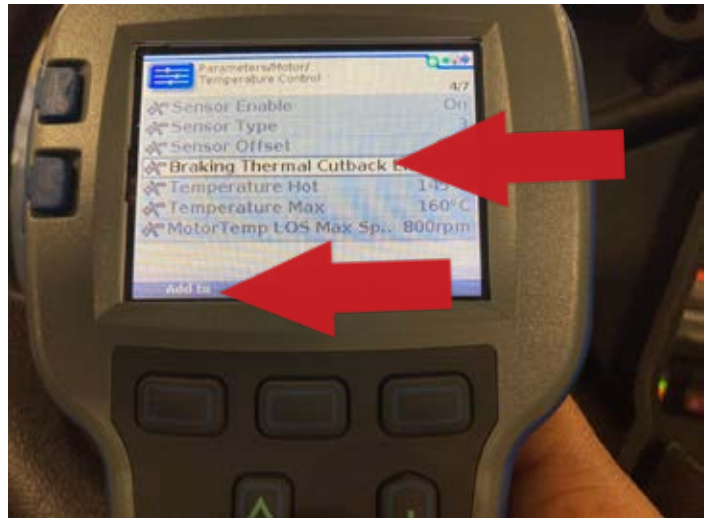 Parameters/Motor/
Temperature Control
4/7
Sensor Enable On
Sensor Type 3
Sensor Offset
Braking Thermal Cutback
Temperature Hot
Temperature Max 160°C
MotorTemp LOS Max Sp.. 800rpm
Add to